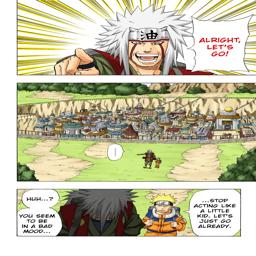 油
ALRIGHT,
LET'S
GO!
HUH...?
YOU SEEM
TO BE
IN A BAD
MOOD...
...STOP
ACTING LIKE
A LITTLE
KID. LET'S
JUST GO
ALREADY.